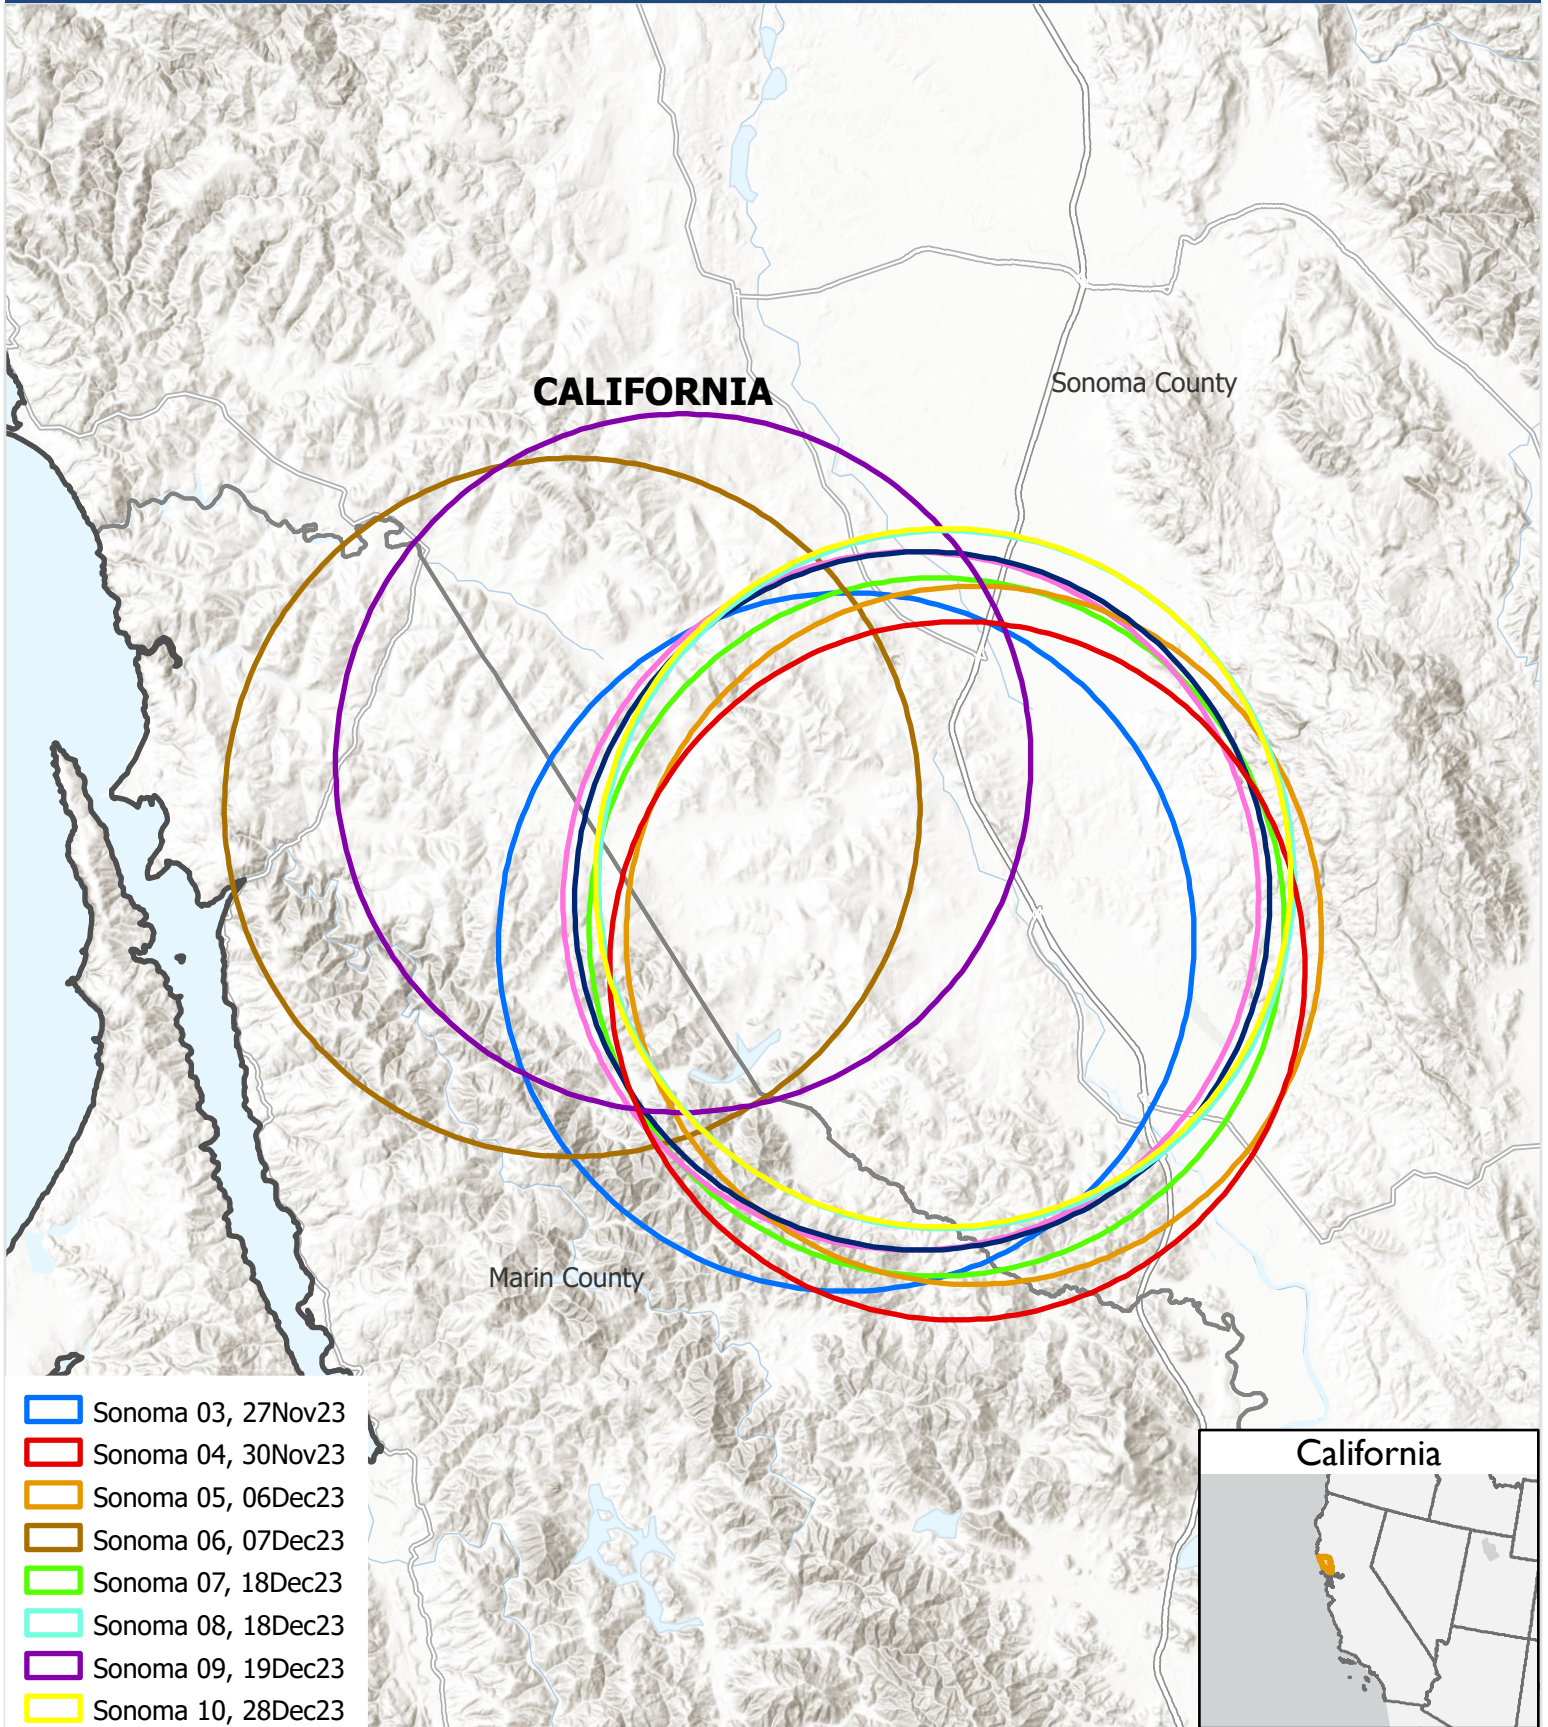 CALIFORNIA
Sonoma County
Marin County
Sonoma 03, 27Nov23
Sonoma 04, 30Nov23
Sonoma 05, 06Dec23
Sonoma 06, 07Dec23
Sonoma 07, 18Dec23
Sonoma 08, 18Dec23
Sonoma 09, 19Dec23
Sonoma 10, 28Dec23
California